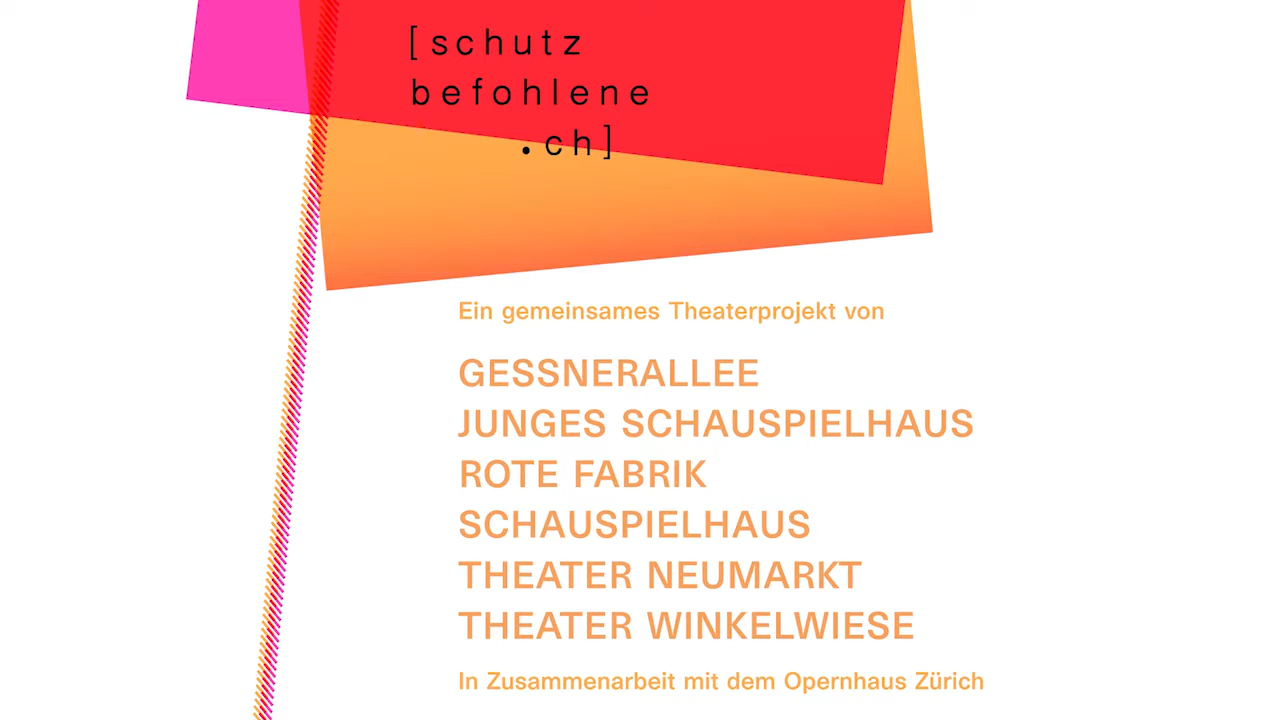 [schutz
befohlene
.ch]
Ein gemeinsames Theaterprojekt von
GESSNERALLEE
JUNGES SCHAUSPIELHAUS
ROTE FABRIK
SCHAUSPIELHAUS
THEATER NEUMARKT
THEATER WINKELWIESE
In Zusammenarbeit mit dem Opernhaus Zürich